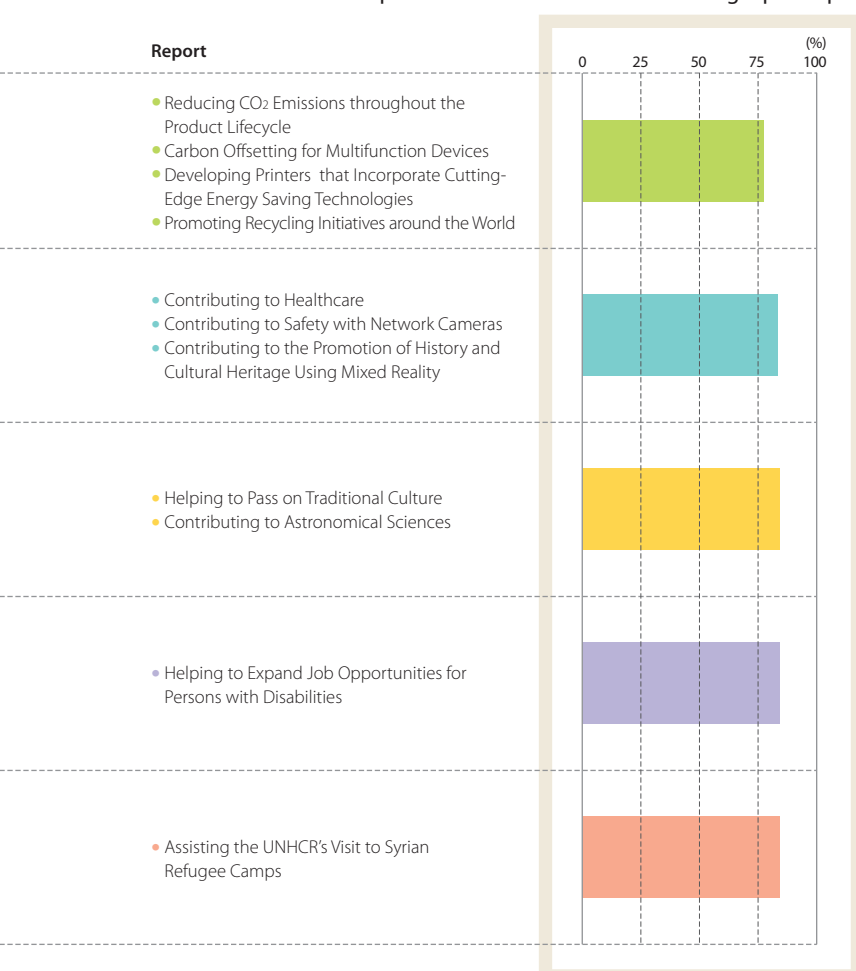 Report
(%)
0 25 50 75 100
• Reducing CO2 Emissions throughout the
Product Lifecycle
• Carbon Offsetting for Multifunction Devices
• Developing Printers that Incorporate Cutting-
Edge Energy Saving Technologies
• Promoting Recycling Initiatives around the World
• Contributing to Healthcare
• Contributing to Safety with Network Cameras
• Contributing to the Promotion of History and
Cultural Heritage Using Mixed Reality
• Helping to Pass on Traditional Culture
• Contributing to Astronomical Sciences
• Helping to Expand Job Opportunities for
Persons with Disabilities
• Assisting the UNHCR's Visit to Syrian
Refugee Camps